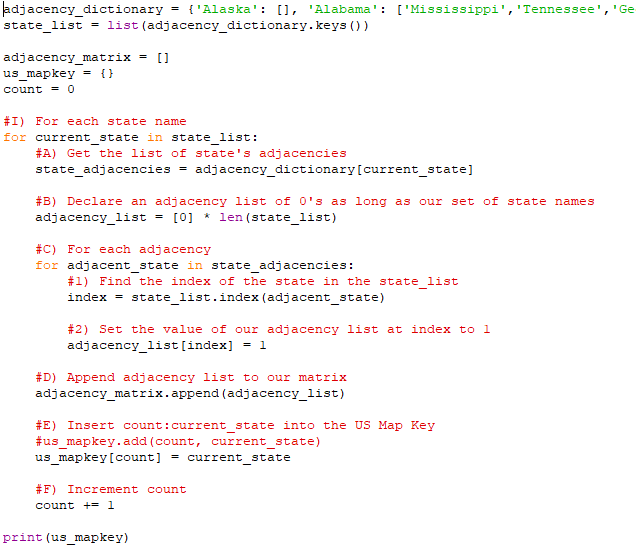 adjacency_dictionary = {'Alaska': [], 'Alabama': ['Mississippi','Tennessee','Ge
state_list = list(adjacency_dictionary.keys())

adjacency_matrix = []
us_mapkey = {}
count = 0

#I) For each state name
for current_state in state_list:
    #A) Get the list of state's adjacencies
    state_adjacencies = adjacency_dictionary[current_state]

    #B) Declare an adjacency list of 0's as long as our set of state names
    adjacency_list = [0] * len(state_list)

    #C) For each adjacency
    for adjacent_state in state_adjacencies:
        #1) Find the index of the state in the state_list
        index = state_list.index(adjacent_state)

        #2) Set the value of our adjacency list at index to 1
        adjacency_list[index] = 1

    #D) Append adjacency list to our matrix
    adjacency_matrix.append(adjacency_list)

    #E) Insert count:current_state into the US Map Key
    #us_mapkey.add(count, current_state)
    us_mapkey[count] = current_state

    #F) Increment count
    count += 1

print(us_mapkey)